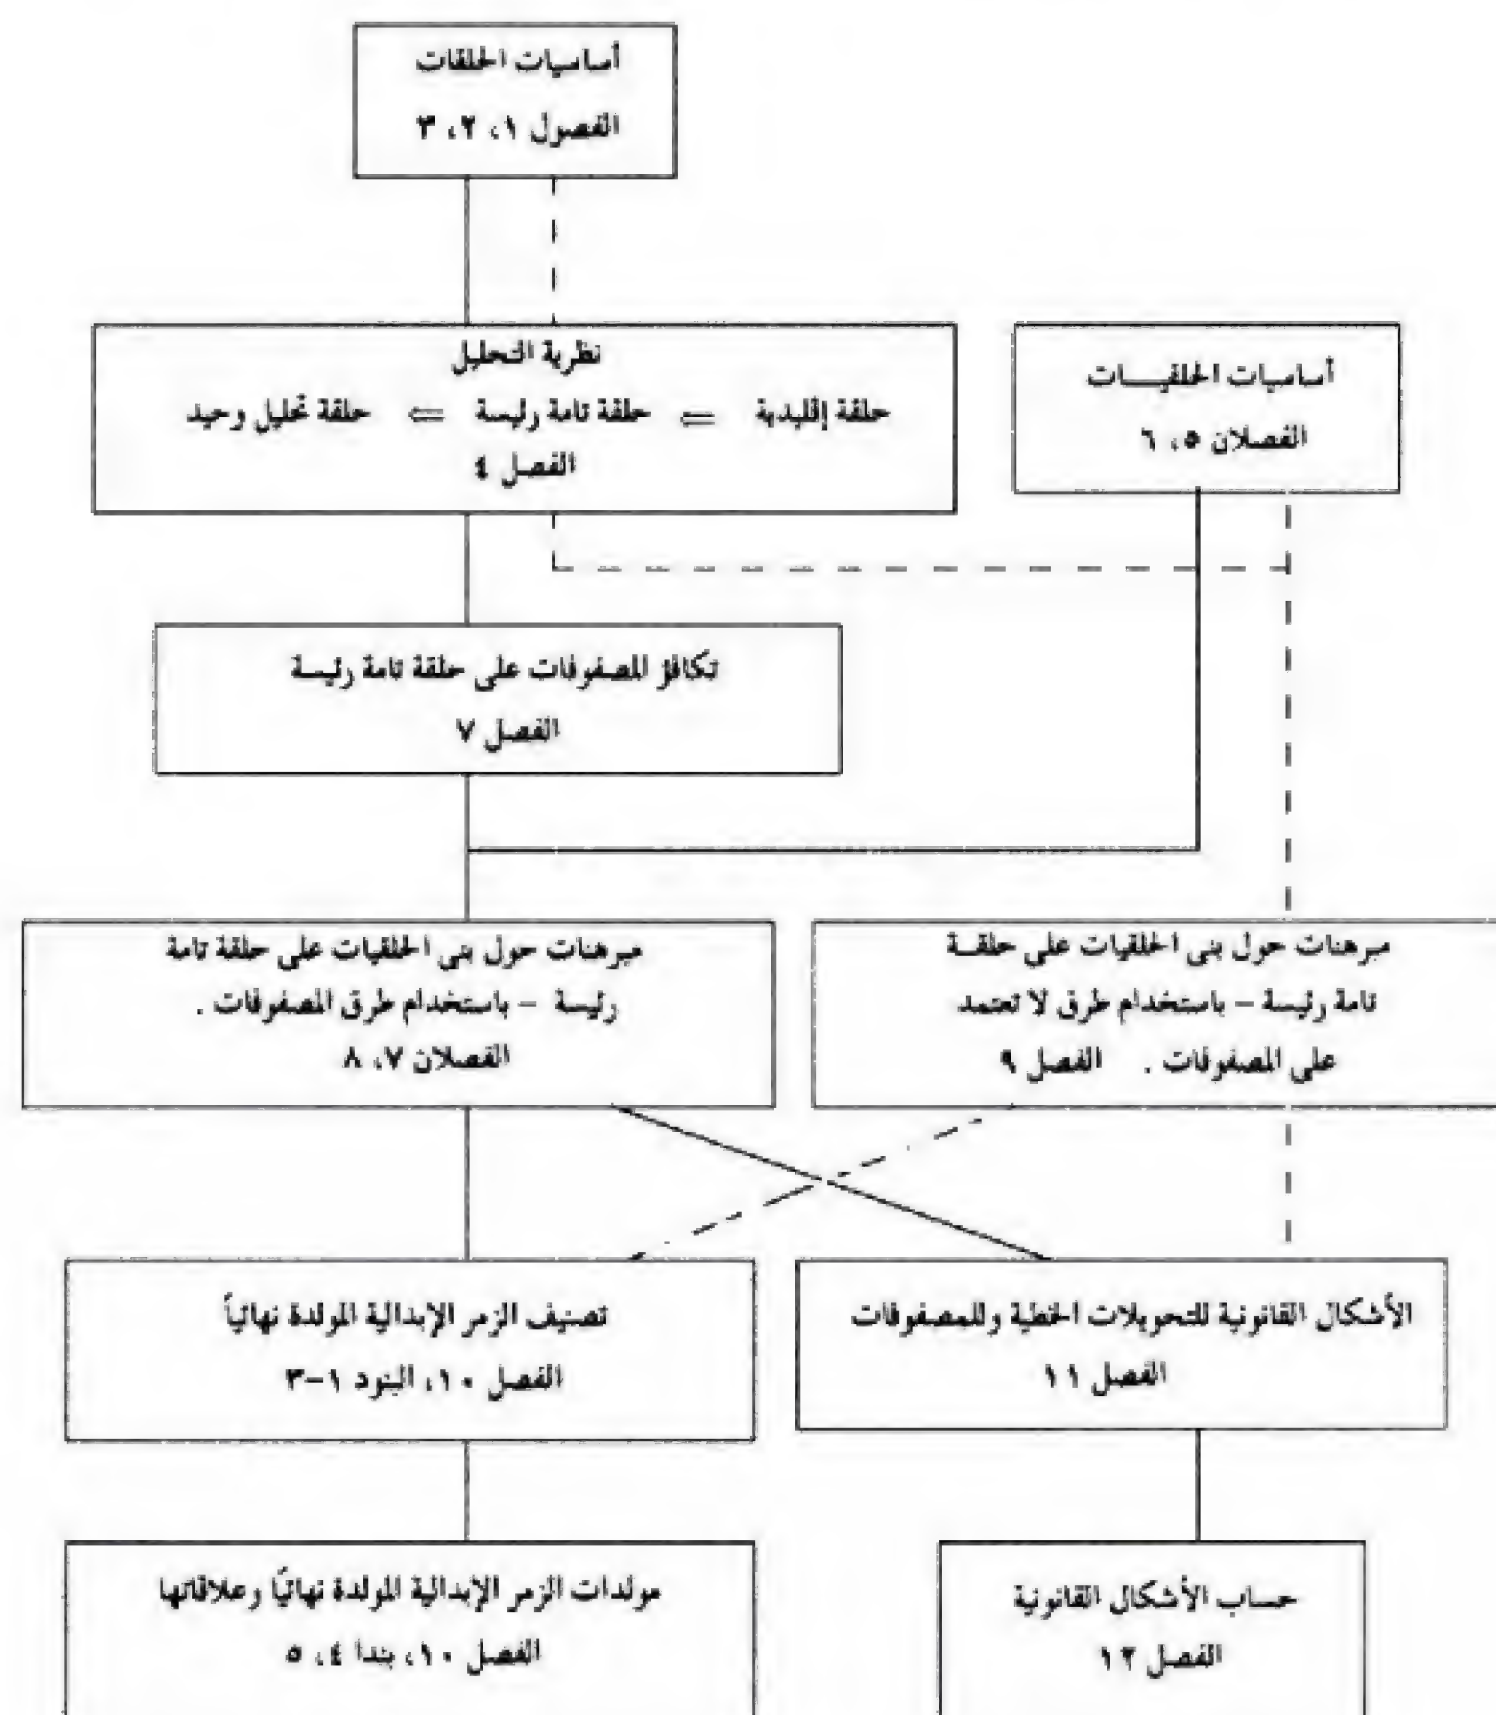 أساسيات الحلقات
الفصول ١، ٢، ٣
نظرية التحليل
حلقة إقليدية ⇐ حلقة تامة رئيسة ⇐ حلقة تحليل وحيد
الفصل ٤
أساسيات الحلقيـــات
الفصلان ٥، ٦
تكافؤ المصفوفات على حلقة تامة رئيسة
الفصل ٧
مبرهنات حول بنى الحلقيات على حلقـة
تامة رئيسة – باستخدام طرق لا تعتمد
على المصفوفات . الفصل ٩
مبرهنات حول بنى الحلقيات على حلقة تامة
رئيسة – باستخدام طرق المصفوفات .
الفصلان ٧، ٨
الأشكال القانونية للتحويلات الخطية وللمصفوفات
الفصل ١١
تصنيف الزمر الإبدالية المولدة نهائياً
الفصل ١٠، البنود ١–٣
حساب الأشكال القانونية
الفصل ١٢
مولدات الزمر الإبدالية المولدة نهائيًا وعلاقاتها
الفصل ١٠، بندا ٤، ٥